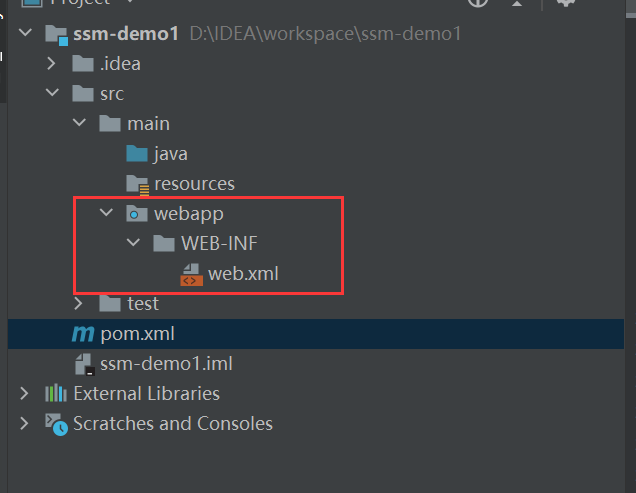 Project
ssm-demo1 D:\IDEA\workspace\ssm-demo1
.idea
src
main
java
resources
webapp
WEB-INF
web.xml
test
pom.xml
ssm-demo1.iml
External Libraries
Scratches and Consoles